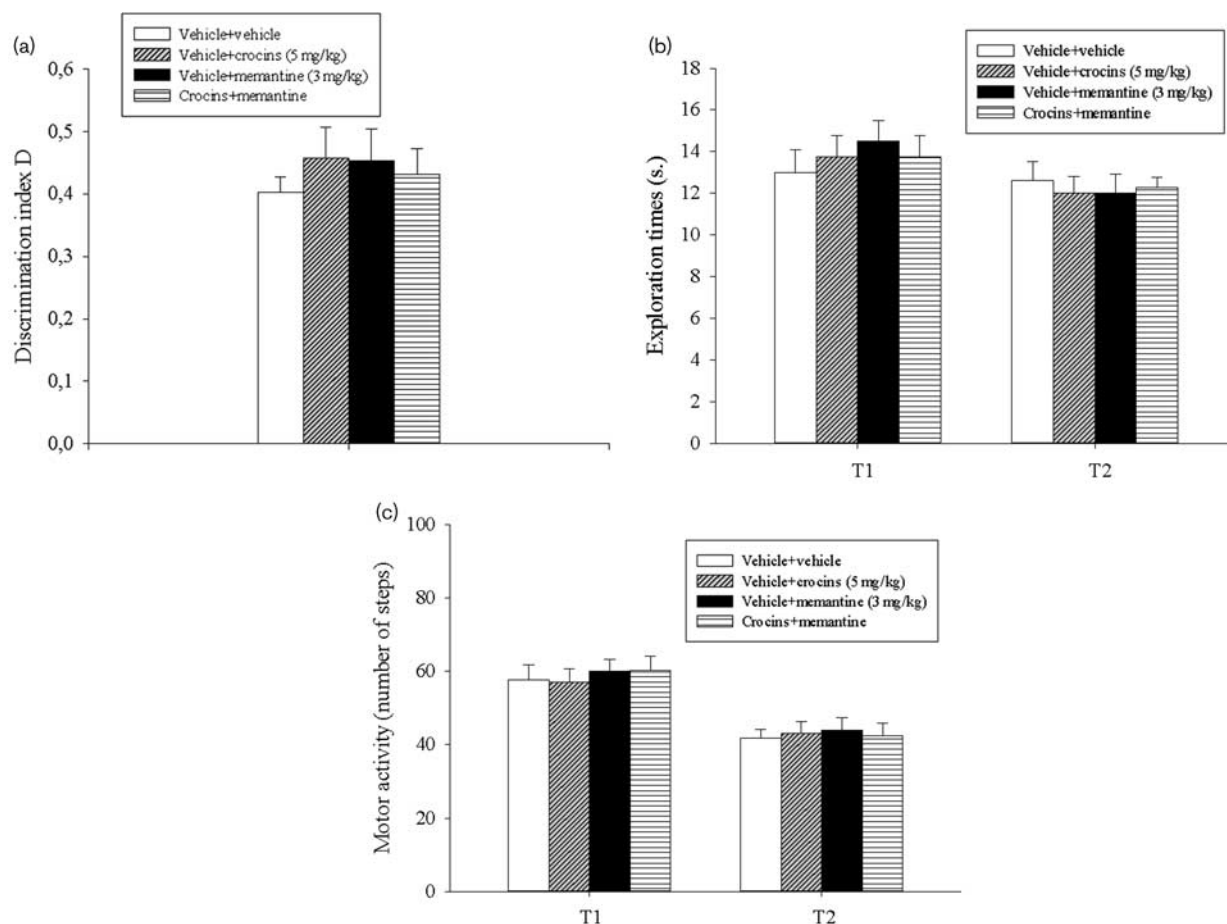 (a)
Vehicle+vehicle
Vehicle+crocins (5 mg/kg)
Vehicle+memantine (3 mg/kg)
Crocins+memantine
Discrimination index D
0,6
0,5
0,4
0,3
0,2
0,1
0,0
(b)
Vehicle+vehicle
Vehicle+crocins (5 mg/kg)
Vehicle+memantine (3 mg/kg)
Crocins+memantine
Exploration times (s.)
18
16
14
12
10
8
6
4
2
0
T1 T2
(c)
Vehicle+vehicle
Vehicle+crocins (5 mg/kg)
Vehicle+memantine (3 mg/kg)
Crocins+memantine
Motor activity (number of steps)
100
80
60
40
20
0
T1 T2